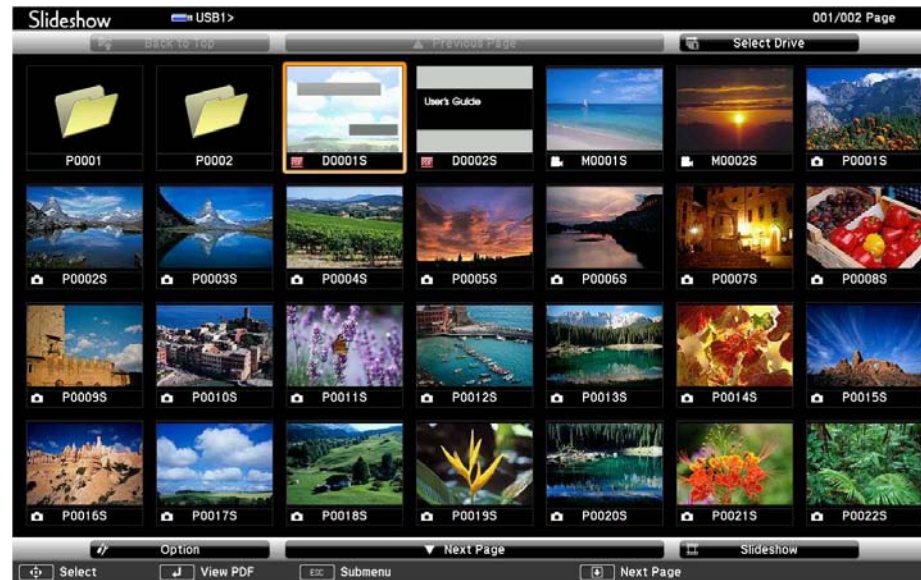 Slideshow USB1> 001/002 Page
Back to Top Previous Page Select Drive
User's Guide
P0001 P0002 D0001S D0002S M0001S M0002S P0001S
P0002S P0003S P0004S P0005S P0006S P0007S P0008S
P0009S P0010S P0011S P0012S P0013S P0014S P0015S
P0016S P0017S P0018S P0019S P0020S P0021S P0022S
Option Next Page Slideshow
Select View PDF ESC Submenu Next Page